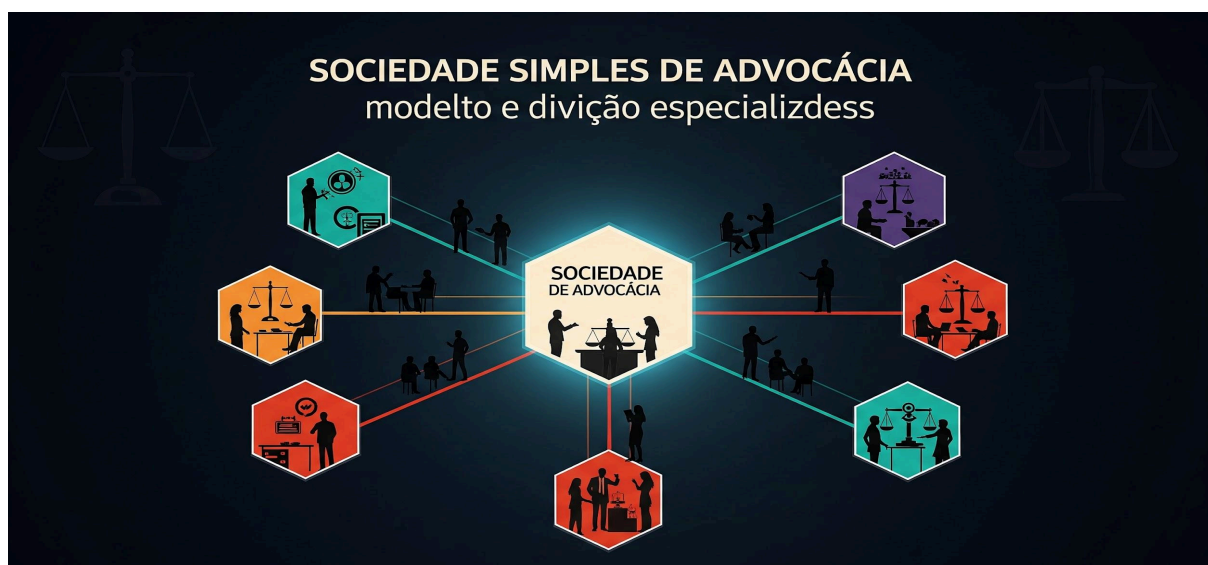 SOCIEDADE SIMPLES DE ADVOCÁCIA
modelto e divição especializdess
SOCIEDADE
DE ADVOCÁCIA